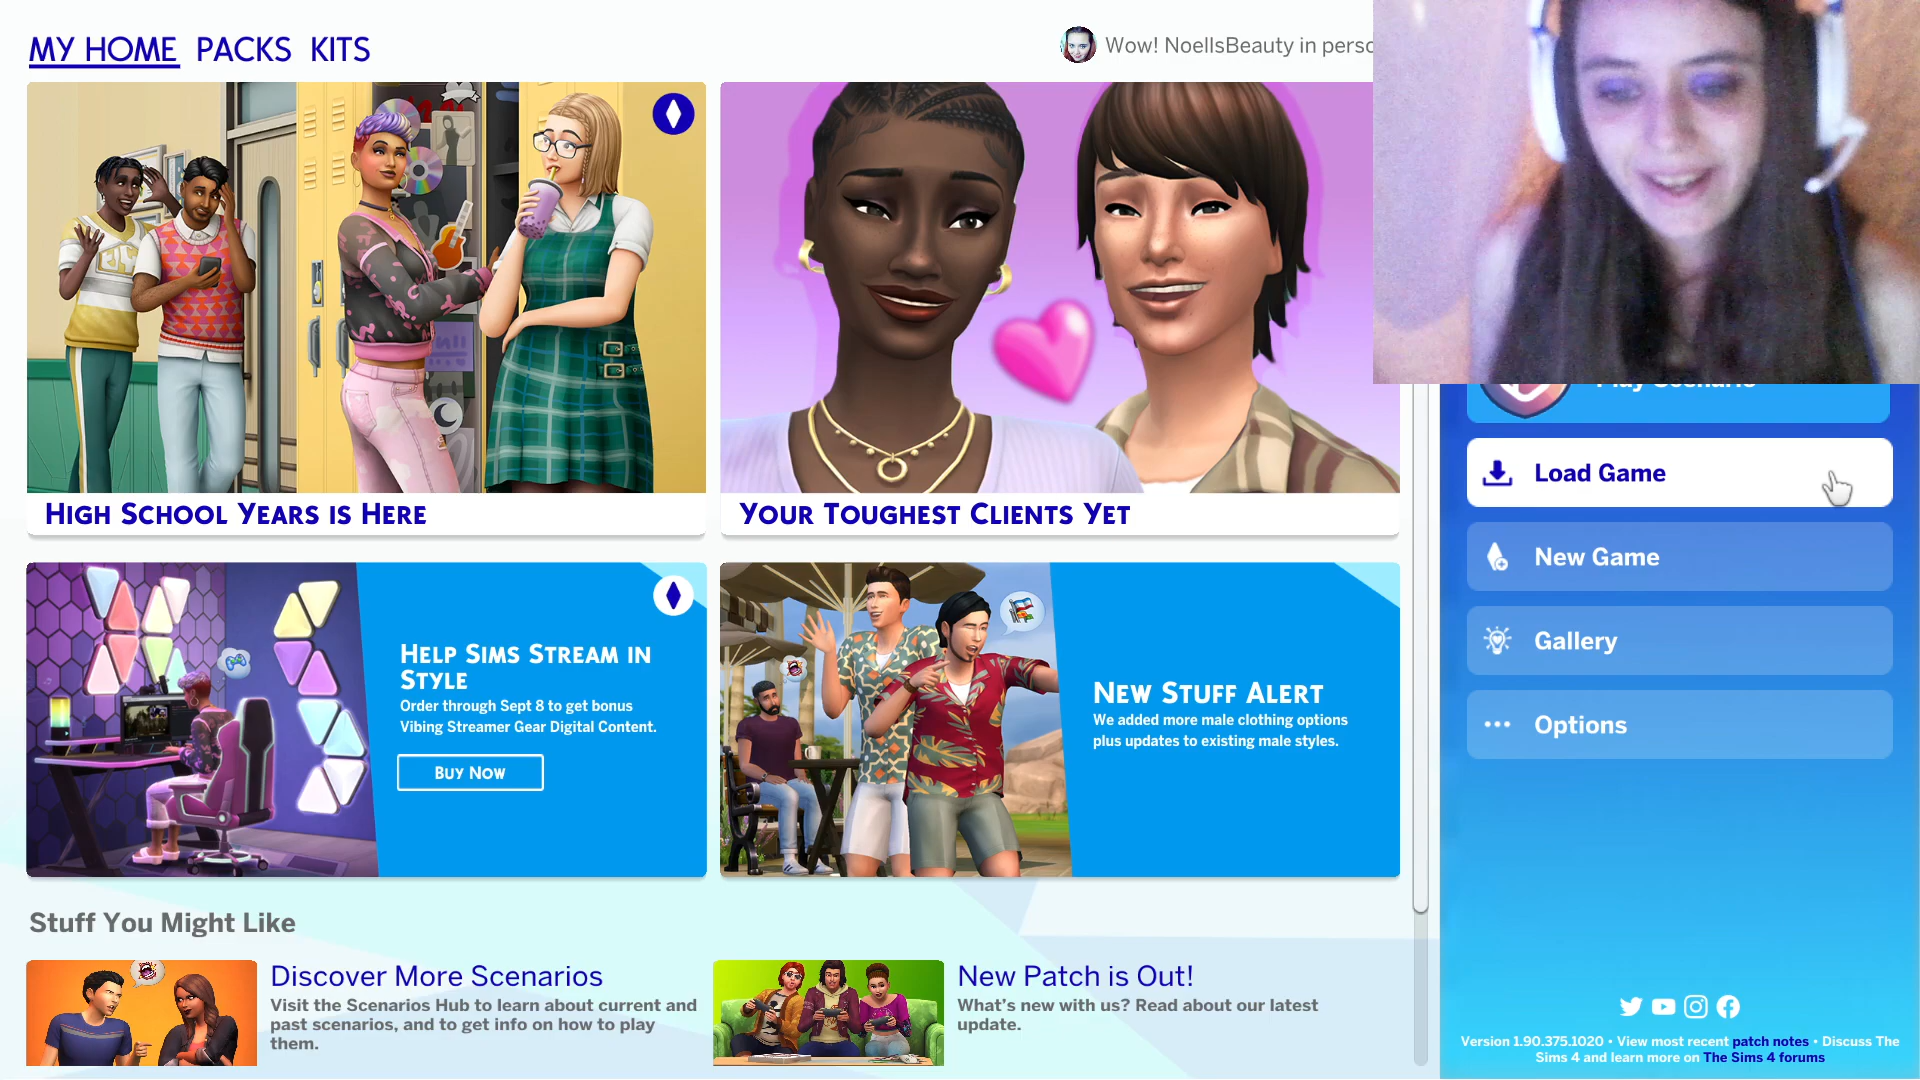 MY HOME PACKS KITS
Wow! NoellsBeauty in perso
HIGH SCHOOL YEARS IS HERE
YOUR TOUGHEST CLIENTS YET
Play Scenario
Load Game
New Game
Gallery
Options
HELP SIMS STREAM IN
STYLE
Order through Sept 8 to get bonus
Vibing Streamer Gear Digital Content.
BUY NOW
NEW STUFF ALERT
We added more male clothing options
plus updates to existing male styles.
Stuff You Might Like
Discover More Scenarios
Visit the Scenarios Hub to learn about current and
past scenarios, and to get info on how to play
them.
New Patch is Out!
What's new with us? Read about our latest
update.
Version 1.90.375.1020 • View most recent patch notes • Discuss The
Sims 4 and learn more on The Sims 4 forums